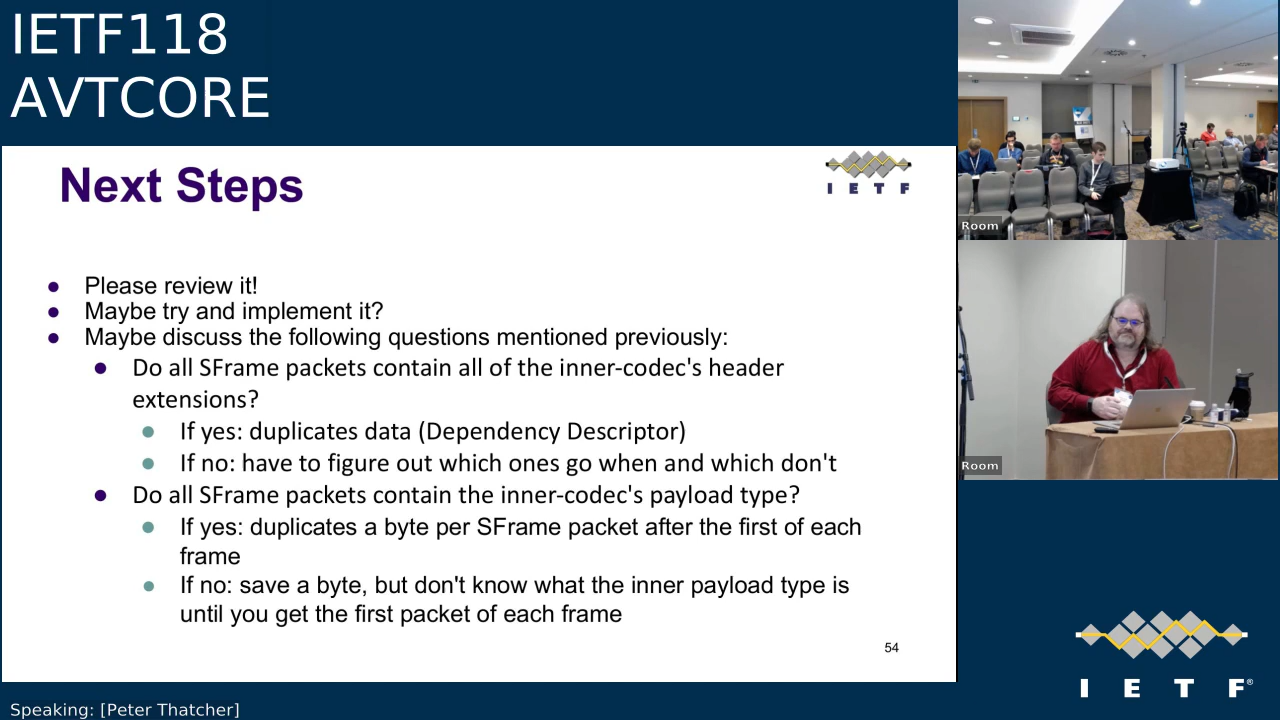 IETF118
AVTCORE
Next Steps
I E T F
● Please review it!
● Maybe try and implement it?
● Maybe discuss the following questions mentioned previously:
● Do all SFrame packets contain all of the inner-codec's header
extensions?
● If yes: duplicates data (Dependency Descriptor)
● If no: have to figure out which ones go when and which don't
● Do all SFrame packets contain the inner-codec's payload type?
● If yes: duplicates a byte per SFrame packet after the first of each
frame
● If no: save a byte, but don't know what the inner payload type is
until you get the first packet of each frame
54
Room
Room
I E T F®
Speaking: [Peter Thatcher]